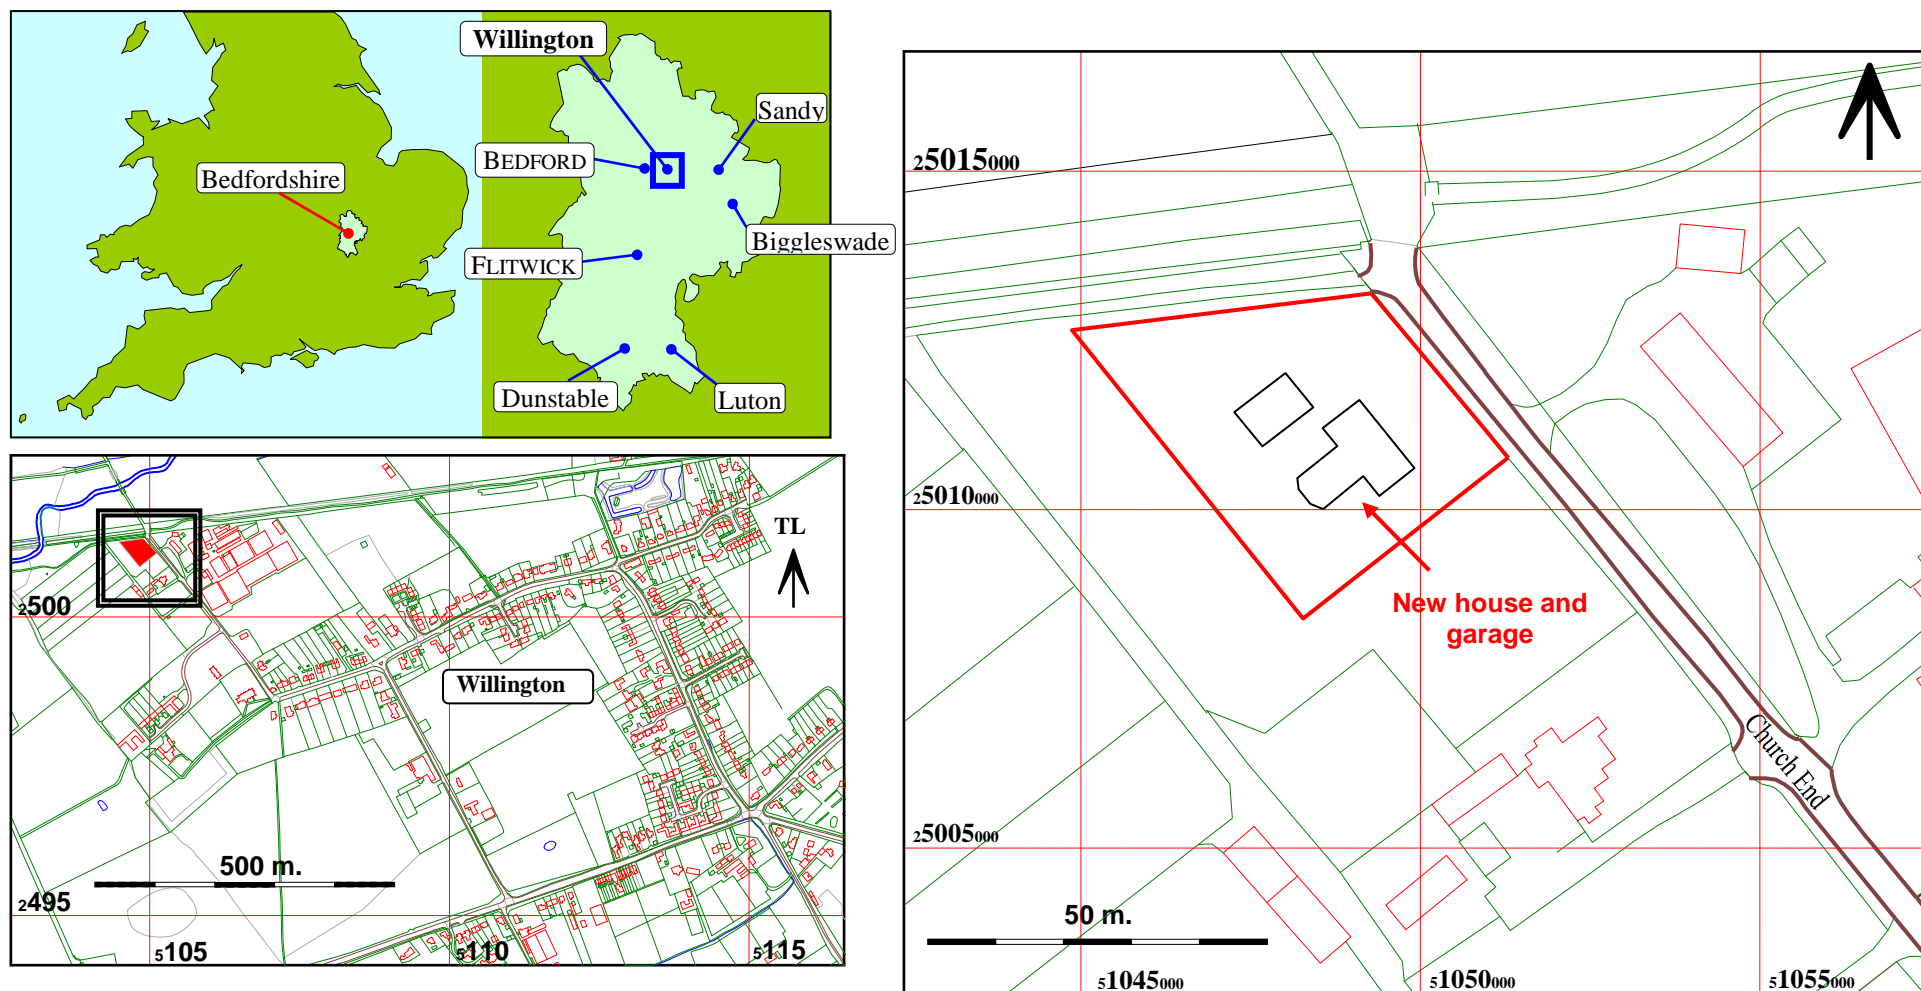 Willington
Sandy
BEDFORD
Bedfordshire
Biggleswade
FLITWICK
Dunstable
Luton
TL
2500
Willington
500 m.
2495
5105
5110
5115
25015000
25010000
New house and
garage
Church End
25005000
50 m.
51045000
51050000
51055000